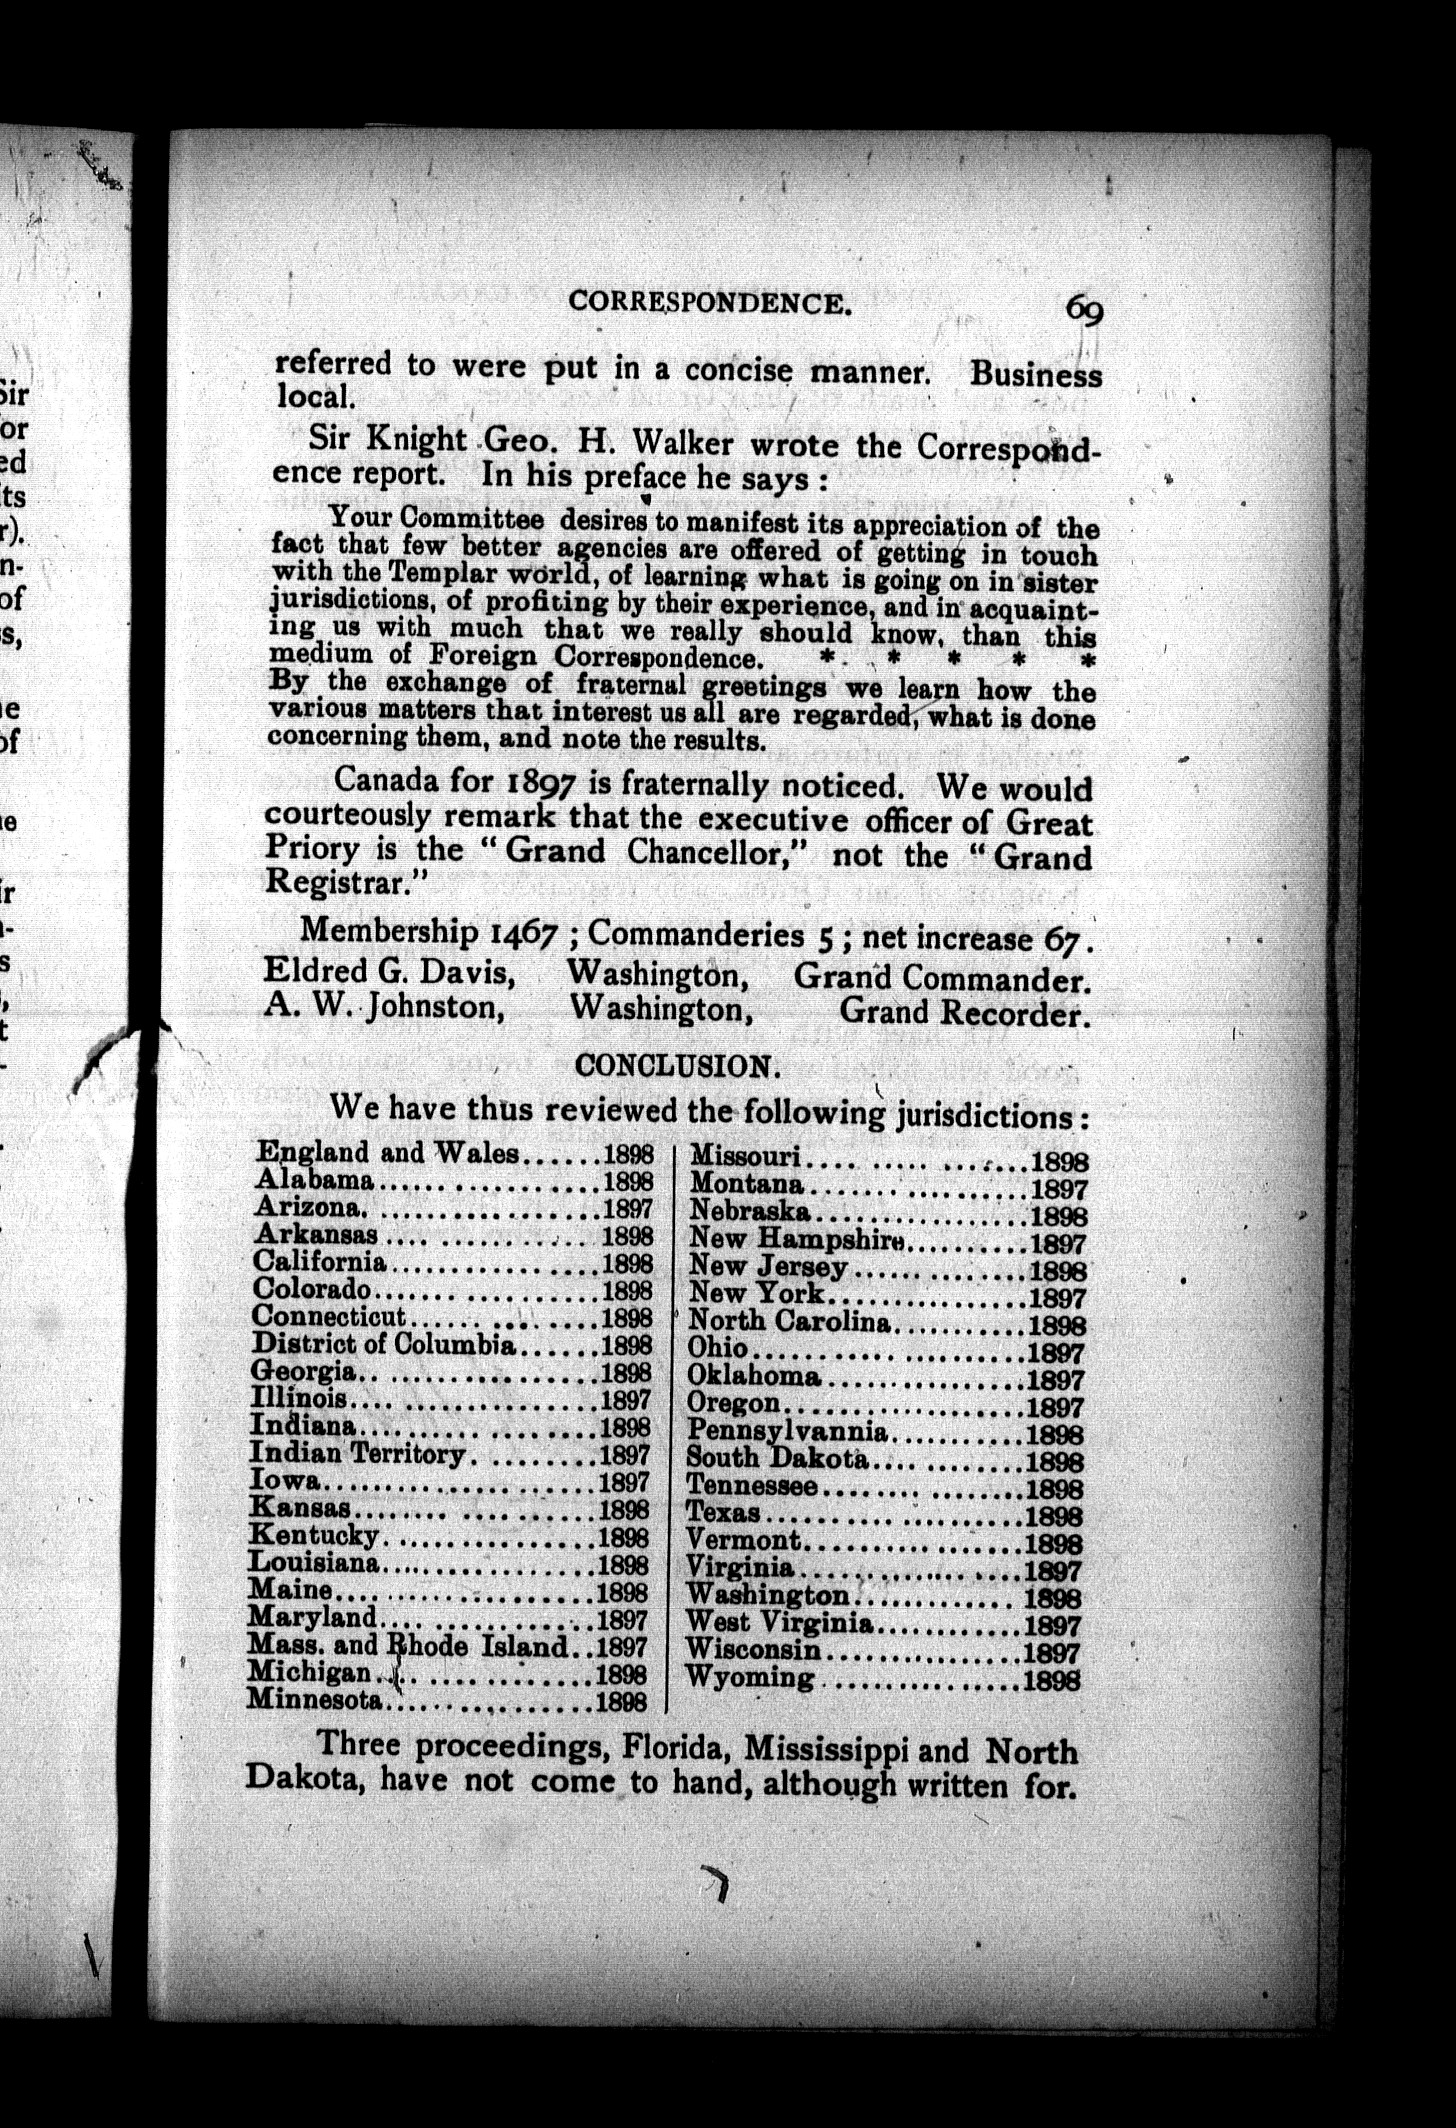 CORRESPONDENCE. 69
referred to were put in a concise manner. Business
local.
Sir Knight Geo. H. Walker wrote the Correspond-
ence report. In his preface he says :
Your Committee desires to manifest its appreciation of the
fact that few better agencies are offered of getting in touch
with the Templar world, of learning what is going on in sister
jurisdictions, of profiting by their experience, and in acquaint-
ing us with much that we really should know, than this
medium of Foreign Correspondence. * * * * *
By the exchange of fraternal greetings we learn how the
various matters that interest us all are regarded, what is done
concerning them, and note the results.
Canada for 1897 is fraternally noticed. We would
courteously remark that the executive officer of Great
Priory is the "Grand Chancellor," not the "Grand
Registrar."
Membership 1467 ; Commanderies 5 ; net increase 67.
Eldred G. Davis, Washington, Grand Commander.
A. W. Johnston, Washington, Grand Recorder.
CONCLUSION.
We have thus reviewed the following jurisdictions :
England and Wales......1898
Alabama..................1898
Arizona...................1897
Arkansas.................1898
California.................1898
Colorado..................1898
Connecticut...............1898
District of Columbia......1898
Georgia...................1898
Illinois....................1897
Indiana...................1898
Indian Territory..........1897
Iowa......................1897
Kansas...................1898
Kentucky.................1898
Louisiana.................1898
Maine.....................1898
Maryland.................1897
Mass. and Rhode Island..1897
Michigan.................1898
Minnesota................1898
Missouri..................1898
Montana..................1897
Nebraska.................1898
New Hampshire..........1897
New Jersey...............1898
New York................1897
North Carolina...........1898
Ohio......................1897
Oklahoma................1897
Oregon...................1897
Pennsylvannia...........1898
South Dakota............1898
Tennessee................1898
Texas.....................1898
Vermont..................1898
Virginia...................1897
Washington..............1898
West Virginia............1897
Wisconsin................1897
Wyoming................1898
Three proceedings, Florida, Mississippi and North
Dakota, have not come to hand, although written for.